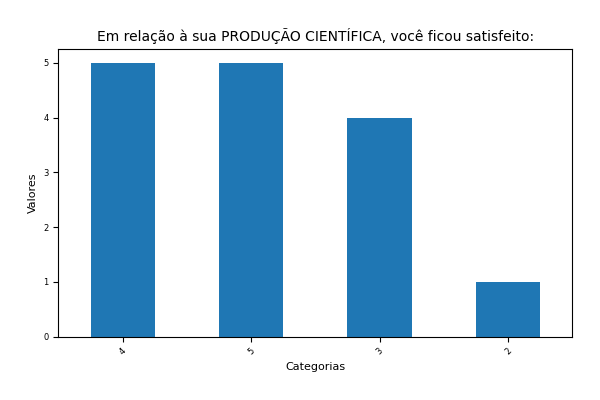 Em relação à sua PRODUÇÃO CIENTÍFICA, você ficou satisfeito:
5
4
3
2
1
0
Valores
4 5 3 2
Categorias